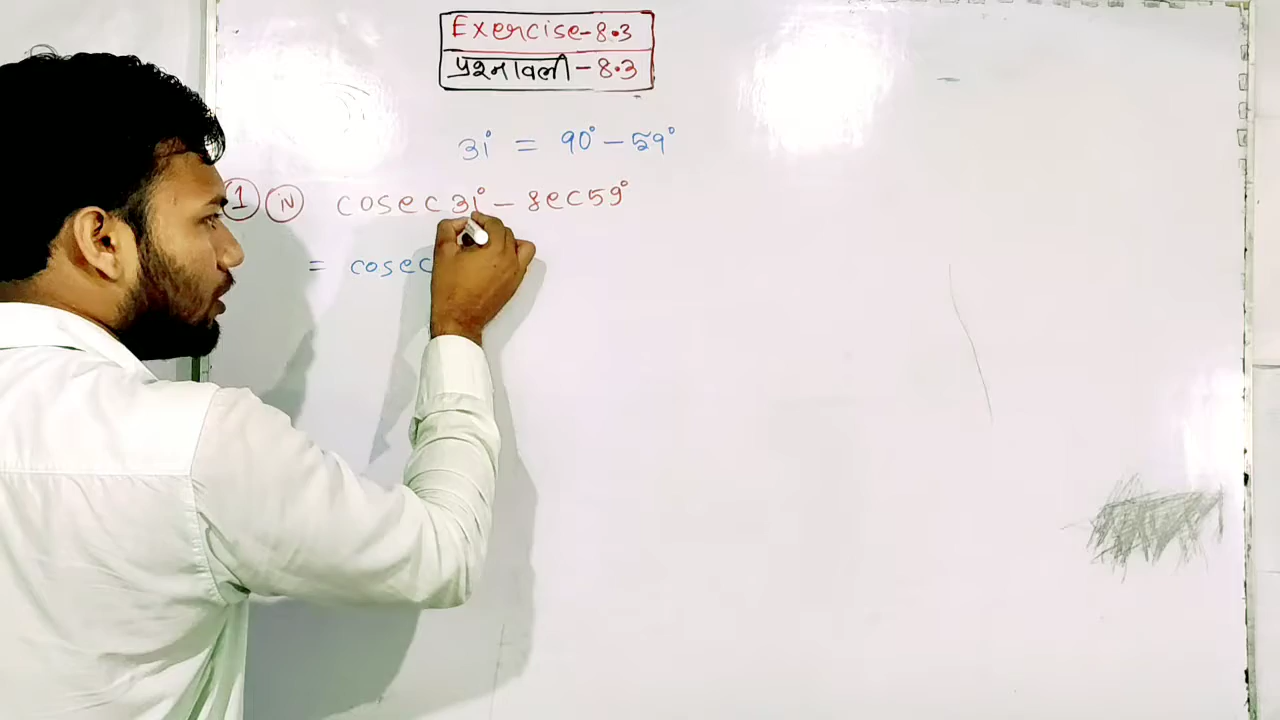 Exercise-8.3
प्रश्नावली-8.3
31° = 90° - 59°
1 iv cosec 31° - sec 59°
= cosec